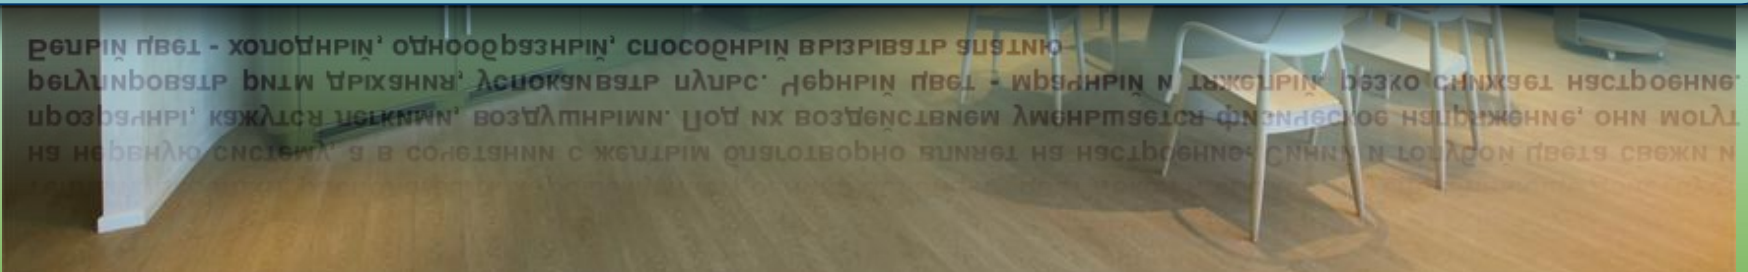 на нервную систему, а в сочетании с желтым благотворно влияет на настроение. Синий и голубой цвета свежи и
прозрачны, кажутся легкими, воздушными. Под их воздействием уменьшается физическое напряжение, они могут
регулировать ритм дыхания, успокаивать пульс. Черный цвет - мрачный и тяжелый, резко снижает настроение.
Белый цвет - холодный, однообразный, способный вызывать апатию